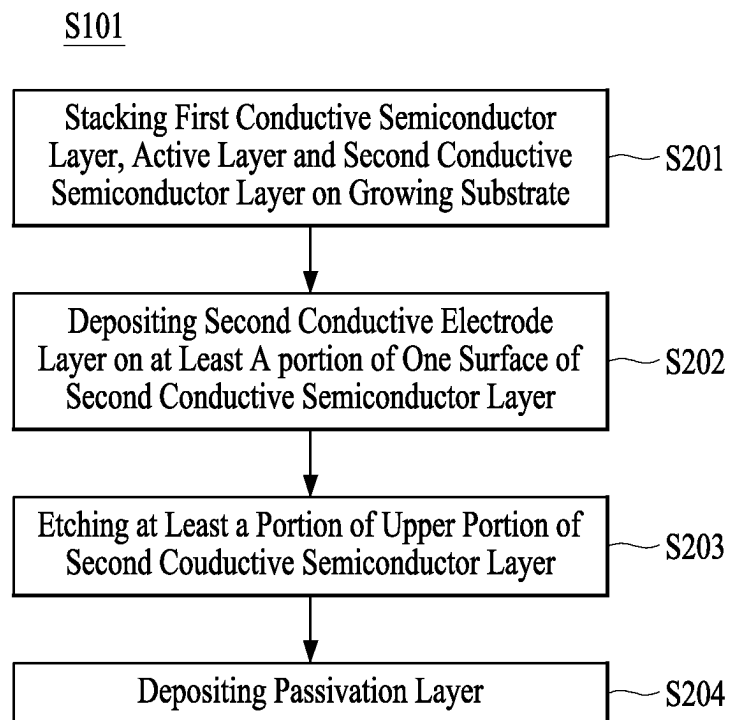 S101
Stacking First Conductive Semiconductor
Layer, Active Layer and Second Conductive
Semiconductor Layer on Growing Substrate
S201
Depositing Second Conductive Electrode
Layer on at Least A portion of One Surface of
Second Conductive Semiconductor Layer
S202
Etching at Least a Portion of Upper Portion of
Second Couductive Semiconductor Layer
S203
Depositing Passivation Layer
S204